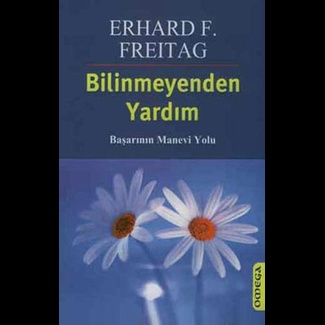 ERHARD F.
FREITAG
Bilinmeyenden
Yardım
Başarının Manevi Yolu
OMEGA